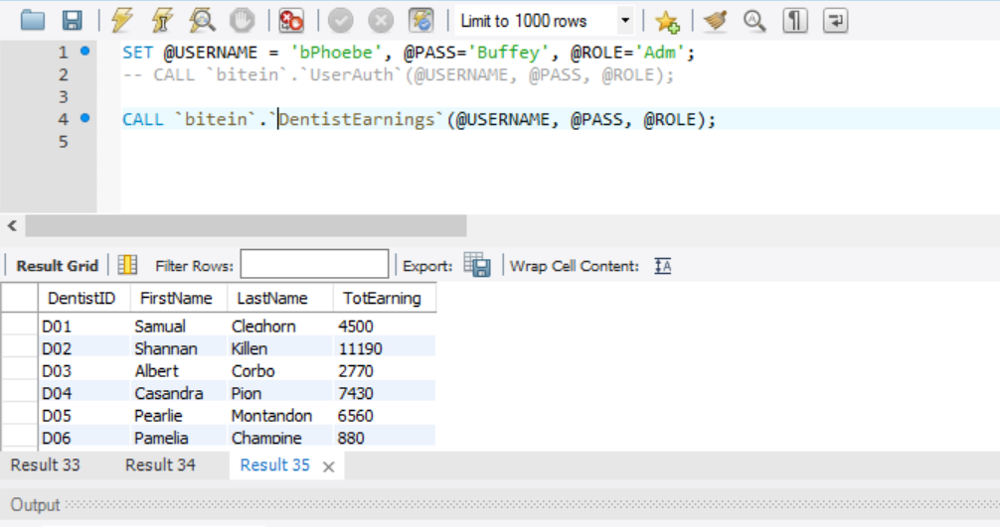 Limit to 1000 rows
1 SET @USERNAME = 'bPhoebe', @PASS='Buffey', @ROLE='Adm';
2 -- CALL `bitein`.`UserAuth`(@USERNAME, @PASS, @ROLE);
3
4 CALL `bitein`.`DentistEarnings`(@USERNAME, @PASS, @ROLE);
5
Result Grid Filter Rows: Export: Wrap Cell Content: IA
DentistID FirstName LastName TotEarning
D01 Samual Cleghorn 4500
D02 Shannan Killen 11190
D03 Albert Corbo 2770
D04 Casandra Pion 7430
D05 Pearlie Montandon 6560
D06 Pamelia Champine 880
Result 33 Result 34 Result 35
Output